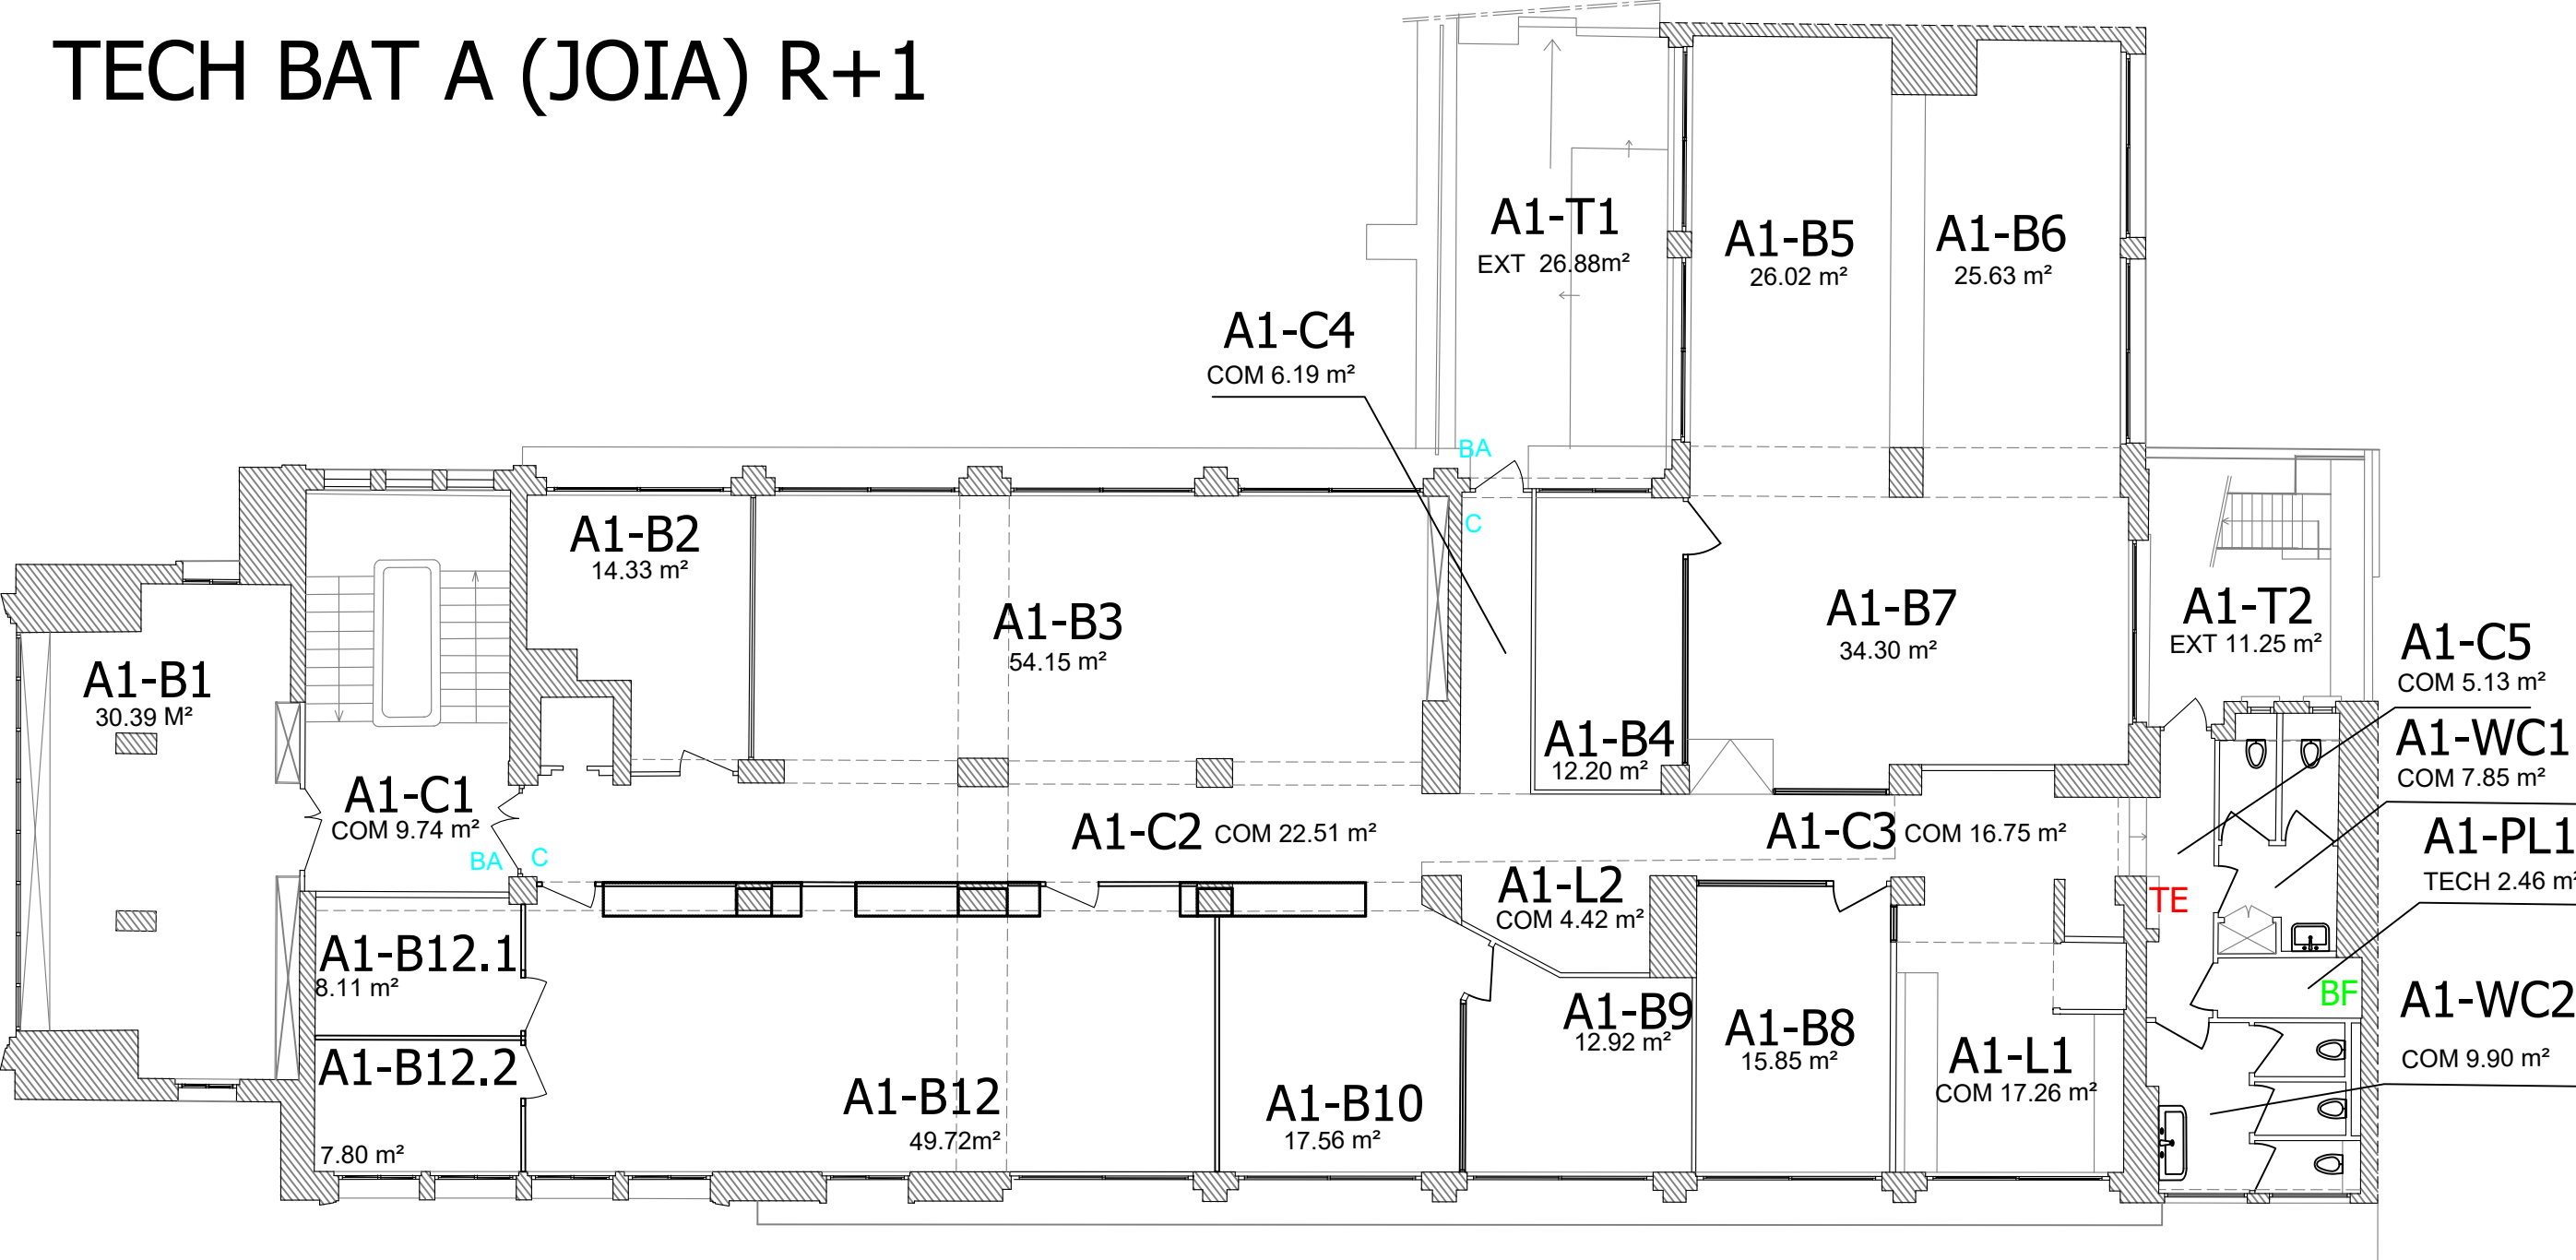 TECH BAT A (JOIA) R+1
A1-T1
EXT 26.88m²
A1-B5
26.02 m²
A1-B6
25.63 m²
A1-C4
COM 6.19 m²
BA
C
A1-B2
14.33 m²
A1-B3
54.15 m²
A1-B7
34.30 m²
A1-T2
EXT 11.25 m²
A1-C5
COM 5.13 m²
A1-B1
30.39 M²
A1-B4
12.20 m²
A1-WC1
COM 7.85 m²
A1-C1
COM 9.74 m²
BA
C
A1-C2 COM 22.51 m²
A1-C3 COM 16.75 m²
A1-PL1
TECH 2.46 m²
A1-L2
COM 4.42 m²
TE
A1-B12.1
8.11 m²
BF
A1-WC2
COM 9.90 m²
A1-B9
12.92 m²
A1-B8
15.85 m²
A1-L1
COM 17.26 m²
A1-B12.2
7.80 m²
A1-B12
49.72m²
A1-B10
17.56 m²